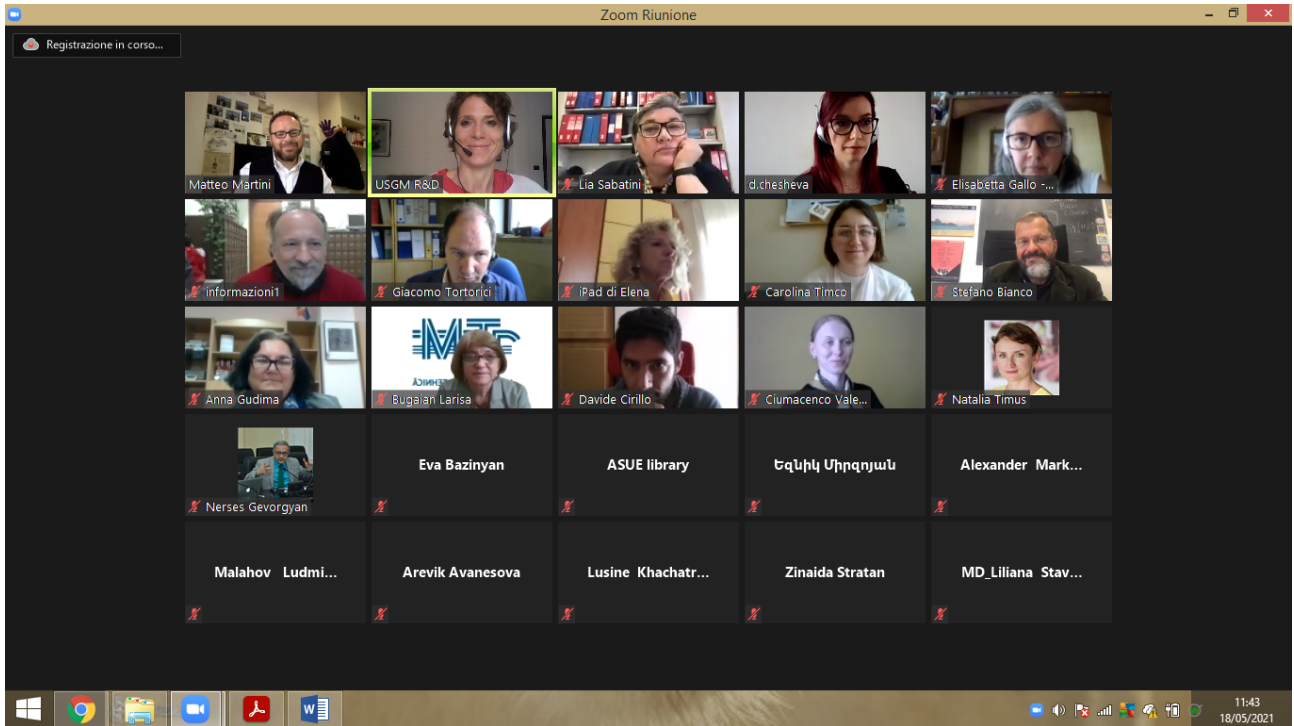 Zoom Riunione
Registrazione in corso...
Matteo Martini
USGM R&D
Lia Sabatini
d.chesheva
Elisabetta Gallo -...
informazioni1
Giacomo Tortorici
iPad di Elena
Carolina Timco
Stefano Bianco
Anna Gudima
Bugaian Larisa
Davide Cirillo
Ciumacenco Vale...
Natalia Timus
Nerses Gevorgyan
Eva Bazinyan
ASUE library
Եզնիկ Միրզոյան
Alexander Mark...
Malahov Ludmi...
Arevik Avanesova
Lusine Khachatr...
Zinaida Stratan
MD_Liliana Stav...
11:43
18/05/2021